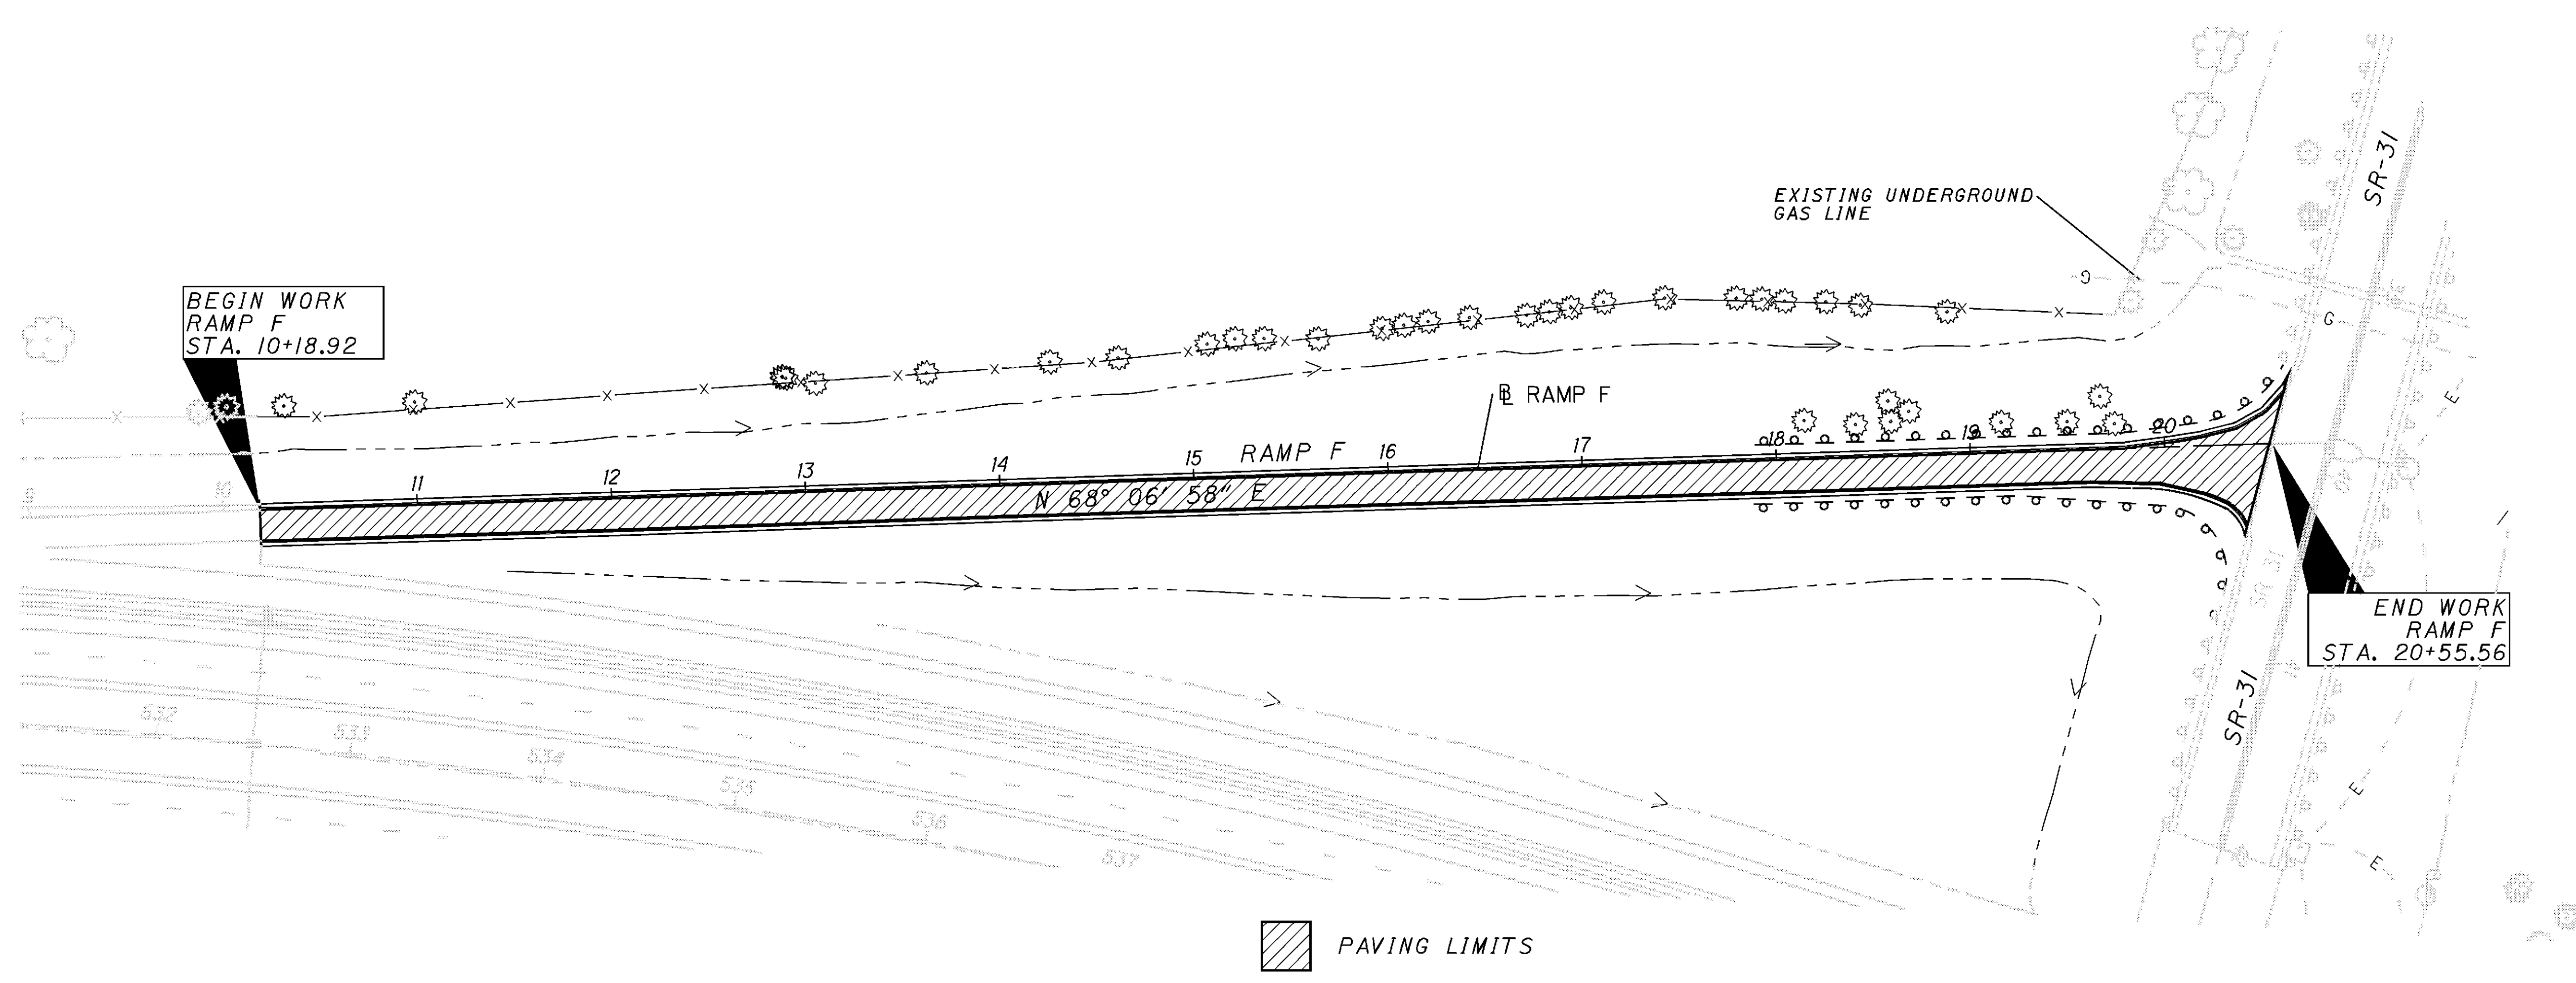 SR-31
EXISTING UNDERGROUND
GAS LINE
G
G
BEGIN WORK
RAMP F
STA. 10+18.92
E
℄ RAMP F
RAMP F
9
10
11
12
13
14
15
16
17
18
19
20
N 68° 06' 58" E
SR 31
END WORK
RAMP F
STA. 20+55.56
SR-31
532
533
534
535
536
537
E
E
PAVING LIMITS